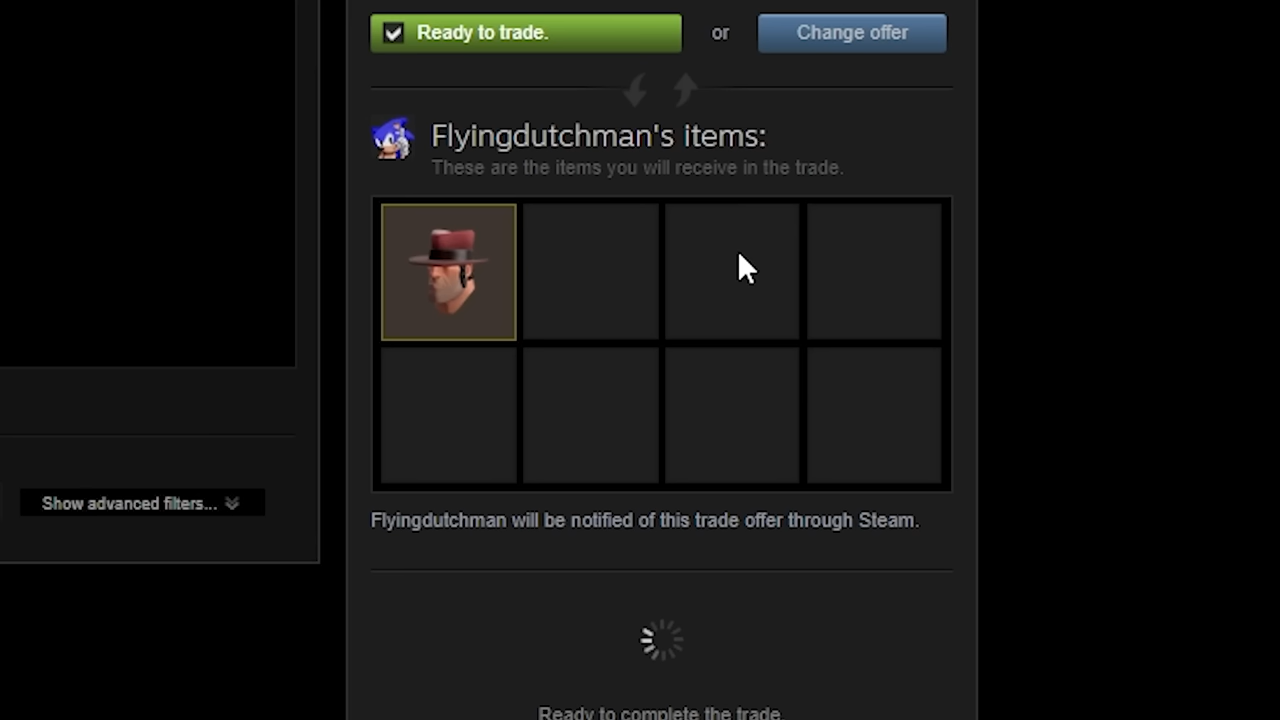 Ready to trade.
or
Change offer
Flyingdutchman's items:
These are the items you will receive in the trade.
Show advanced filters...
Flyingdutchman will be notified of this trade offer through Steam.
Ready to complete the trade